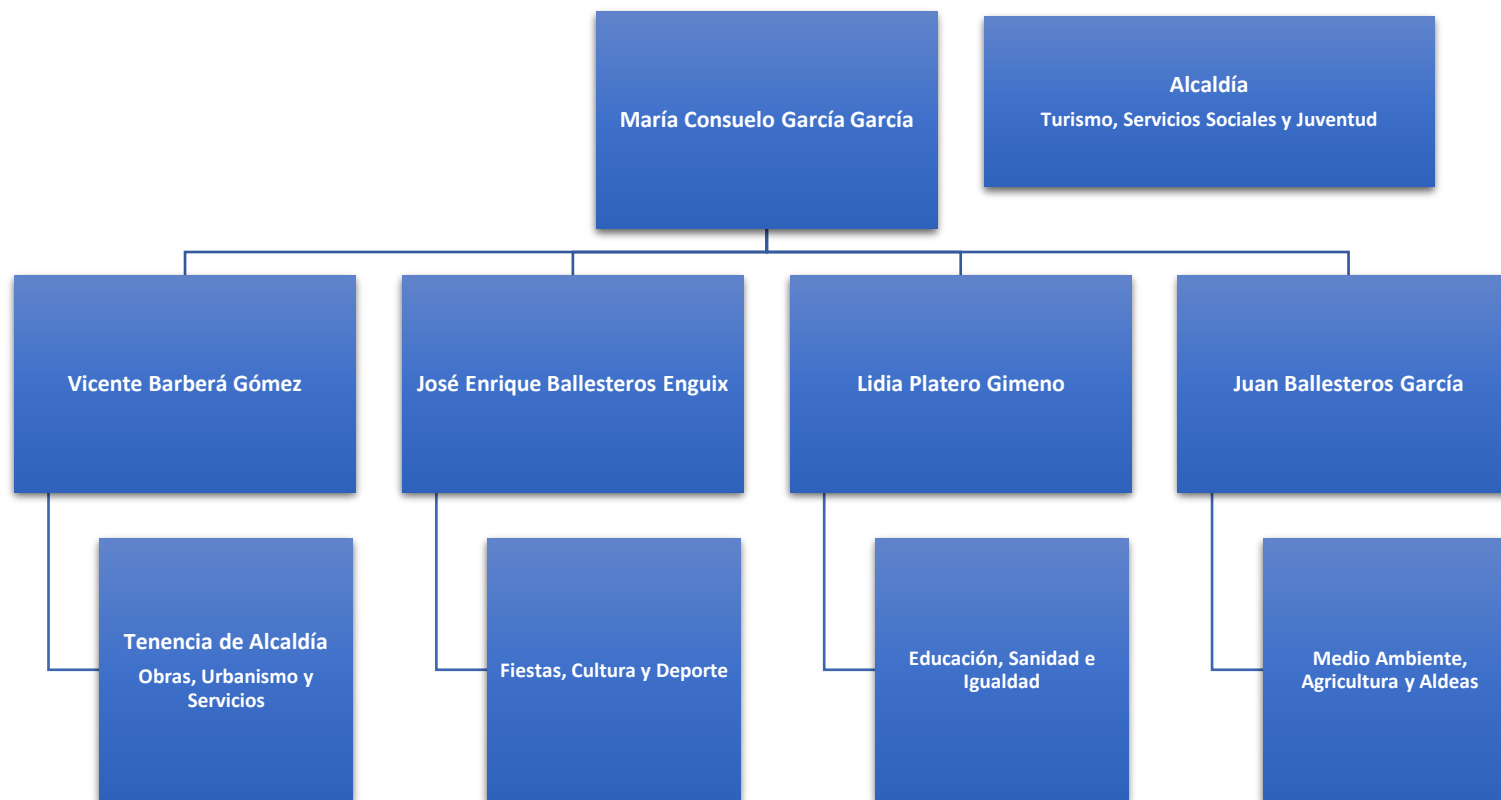 María Consuelo García García
Alcaldía
Turismo, Servicios Sociales y Juventud
Vicente Barberá Gómez
José Enrique Ballesteros Enguix
Lidia Platero Gimeno
Juan Ballesteros García
Tenencia de Alcaldía
Obras, Urbanismo y
Servicios
Fiestas, Cultura y Deporte
Educación, Sanidad e
Igualdad
Medio Ambiente,
Agricultura y Aldeas